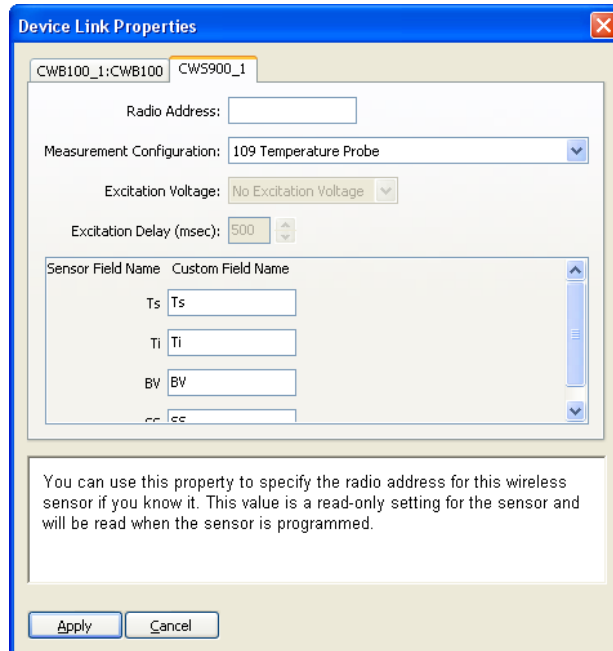 Device Link Properties
CWB100_1:CWB100 CWS900_1
Radio Address:
Measurement Configuration: 109 Temperature Probe
Excitation Voltage: No Excitation Voltage
Excitation Delay (msec): 500
Sensor Field Name Custom Field Name
Ts Ts
Ti Ti
BV BV
You can use this property to specify the radio address for this wireless
sensor if you know it. This value is a read-only setting for the sensor and
will be read when the sensor is programmed.
Apply Cancel